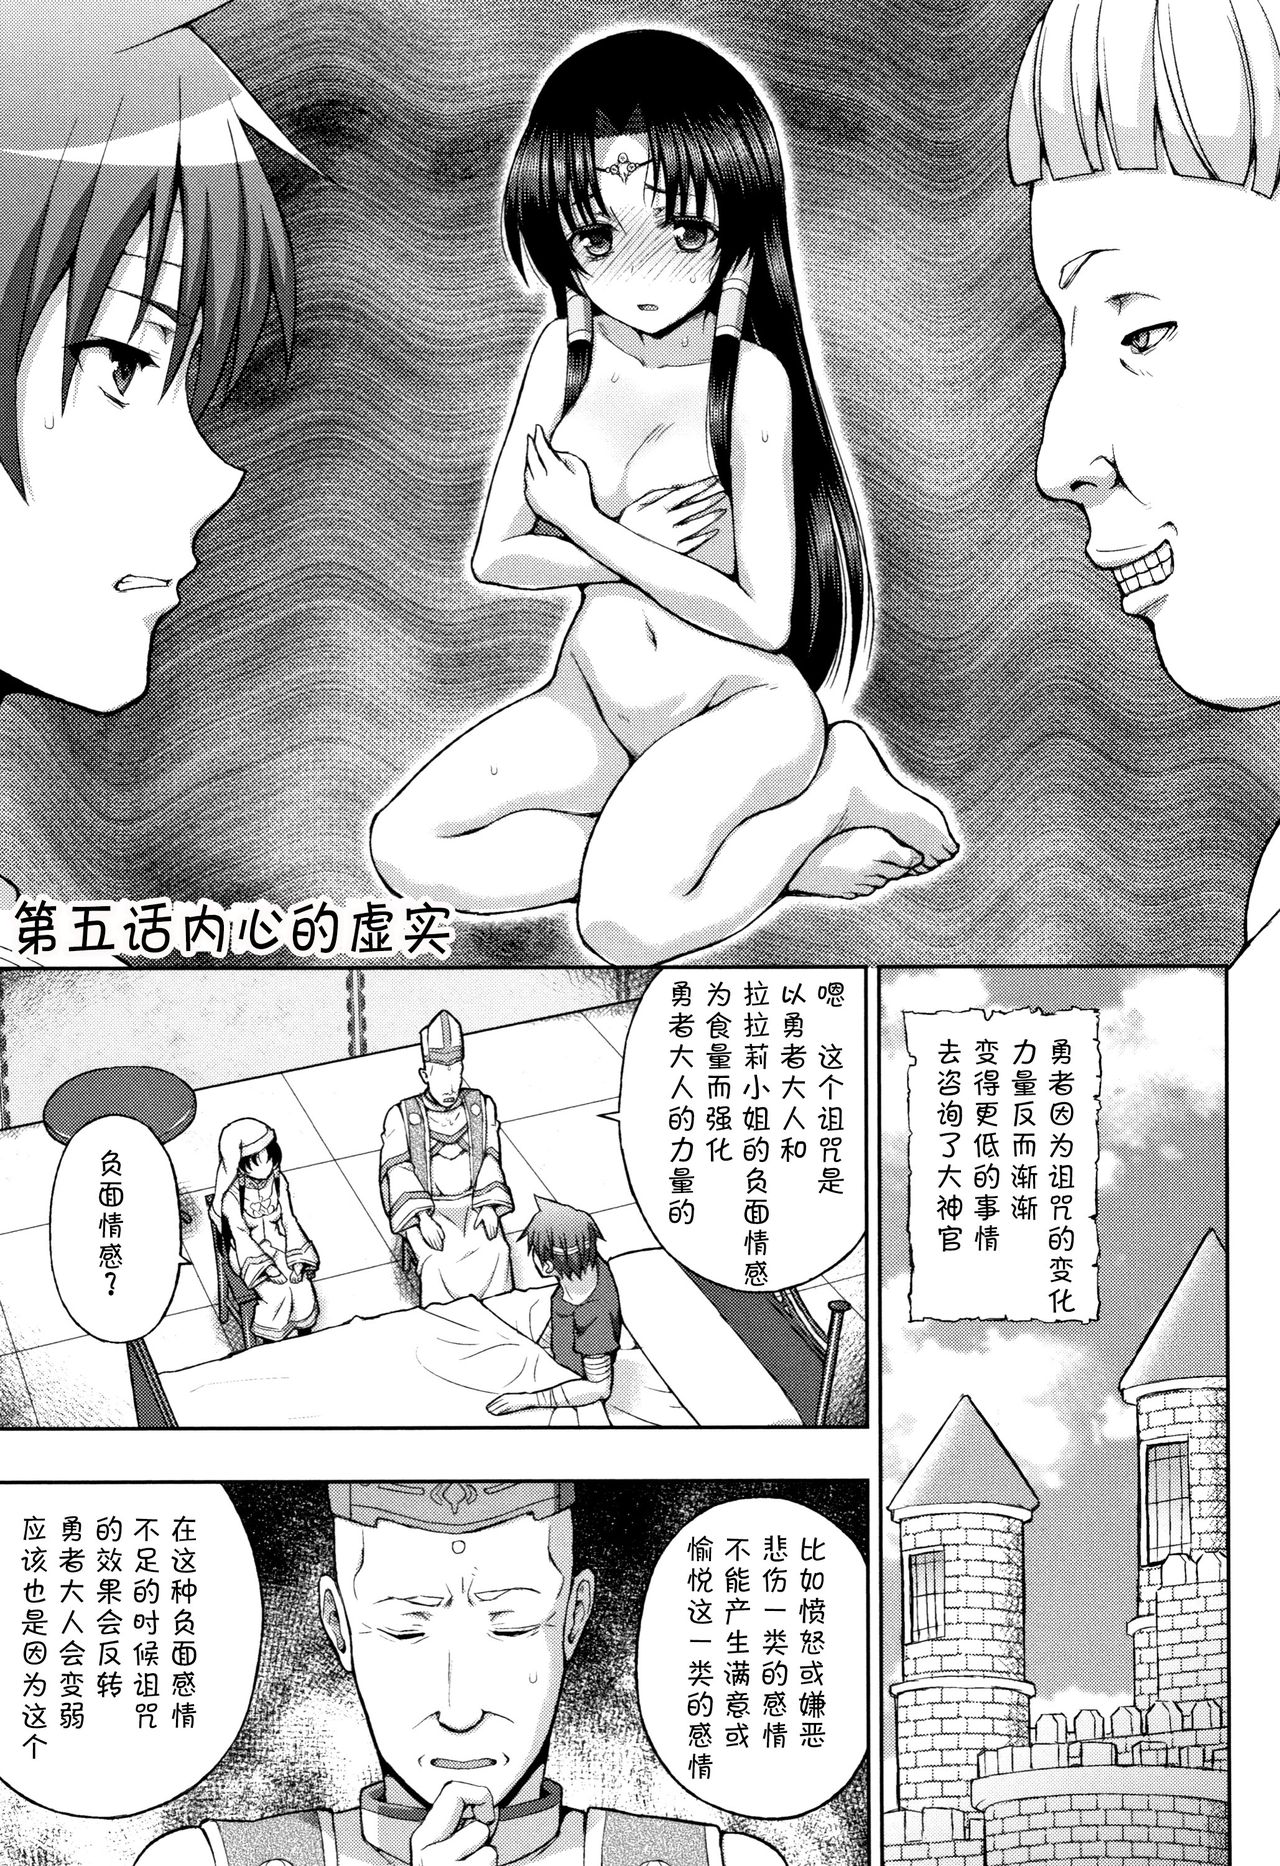 第五话内心的虚实
勇者因为诅咒的变化
力量反而渐渐
变得更低的事情
去咨询了大神官
嗯 这个诅咒是
以勇者大人和
拉拉莉小姐的负面情感
为食量而强化
勇者大人的力量的
负面情感？
比如愤怒或嫌恶
悲伤一类的感情
不能产生满意或
愉悦这一类的感情
在这种负面感情
不足的时候诅咒
的效果会反转
勇者大人会变弱
应该也是因为这个